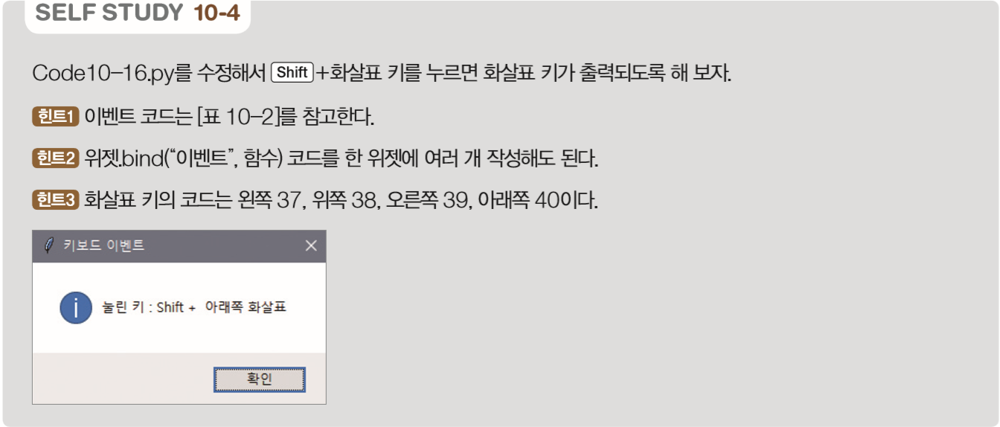 SELF STUDY 10-4
Code10-16.py를 수정해서 Shift+화살표 키를 누르면 화살표 키가 출력되도록 해 보자.
힌트1 이벤트 코드는 [표 10-2]를 참고한다.
힌트2 위젯.bind(“이벤트”, 함수) 코드를 한 위젯에 여러 개 작성해도 된다.
힌트3 화살표 키의 코드는 왼쪽 37, 위쪽 38, 오른쪽 39, 아래쪽 40이다.
키보드 이벤트
눌린 키 : Shift + 아래쪽 화살표
확인